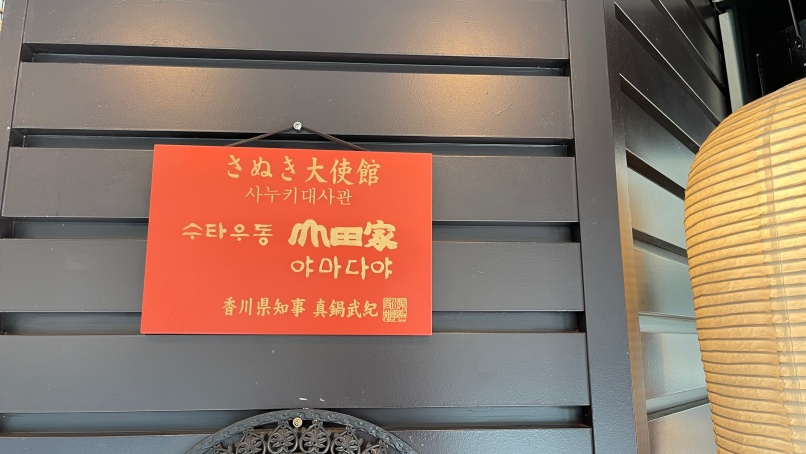 さぬき大使館
사누키대사관
수타우동 山田家
야마다야
香川県知事 真鍋武紀